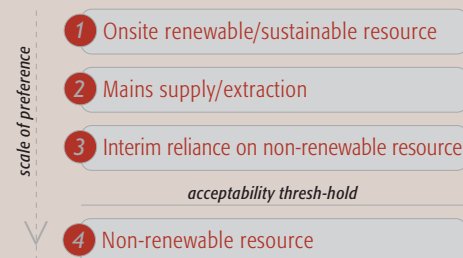 scale of preference
1 Onsite renewable/sustainable resource
2 Mains supply/extraction
3 Interim reliance on non-renewable resource
acceptability thresh-hold
4 Non-renewable resource